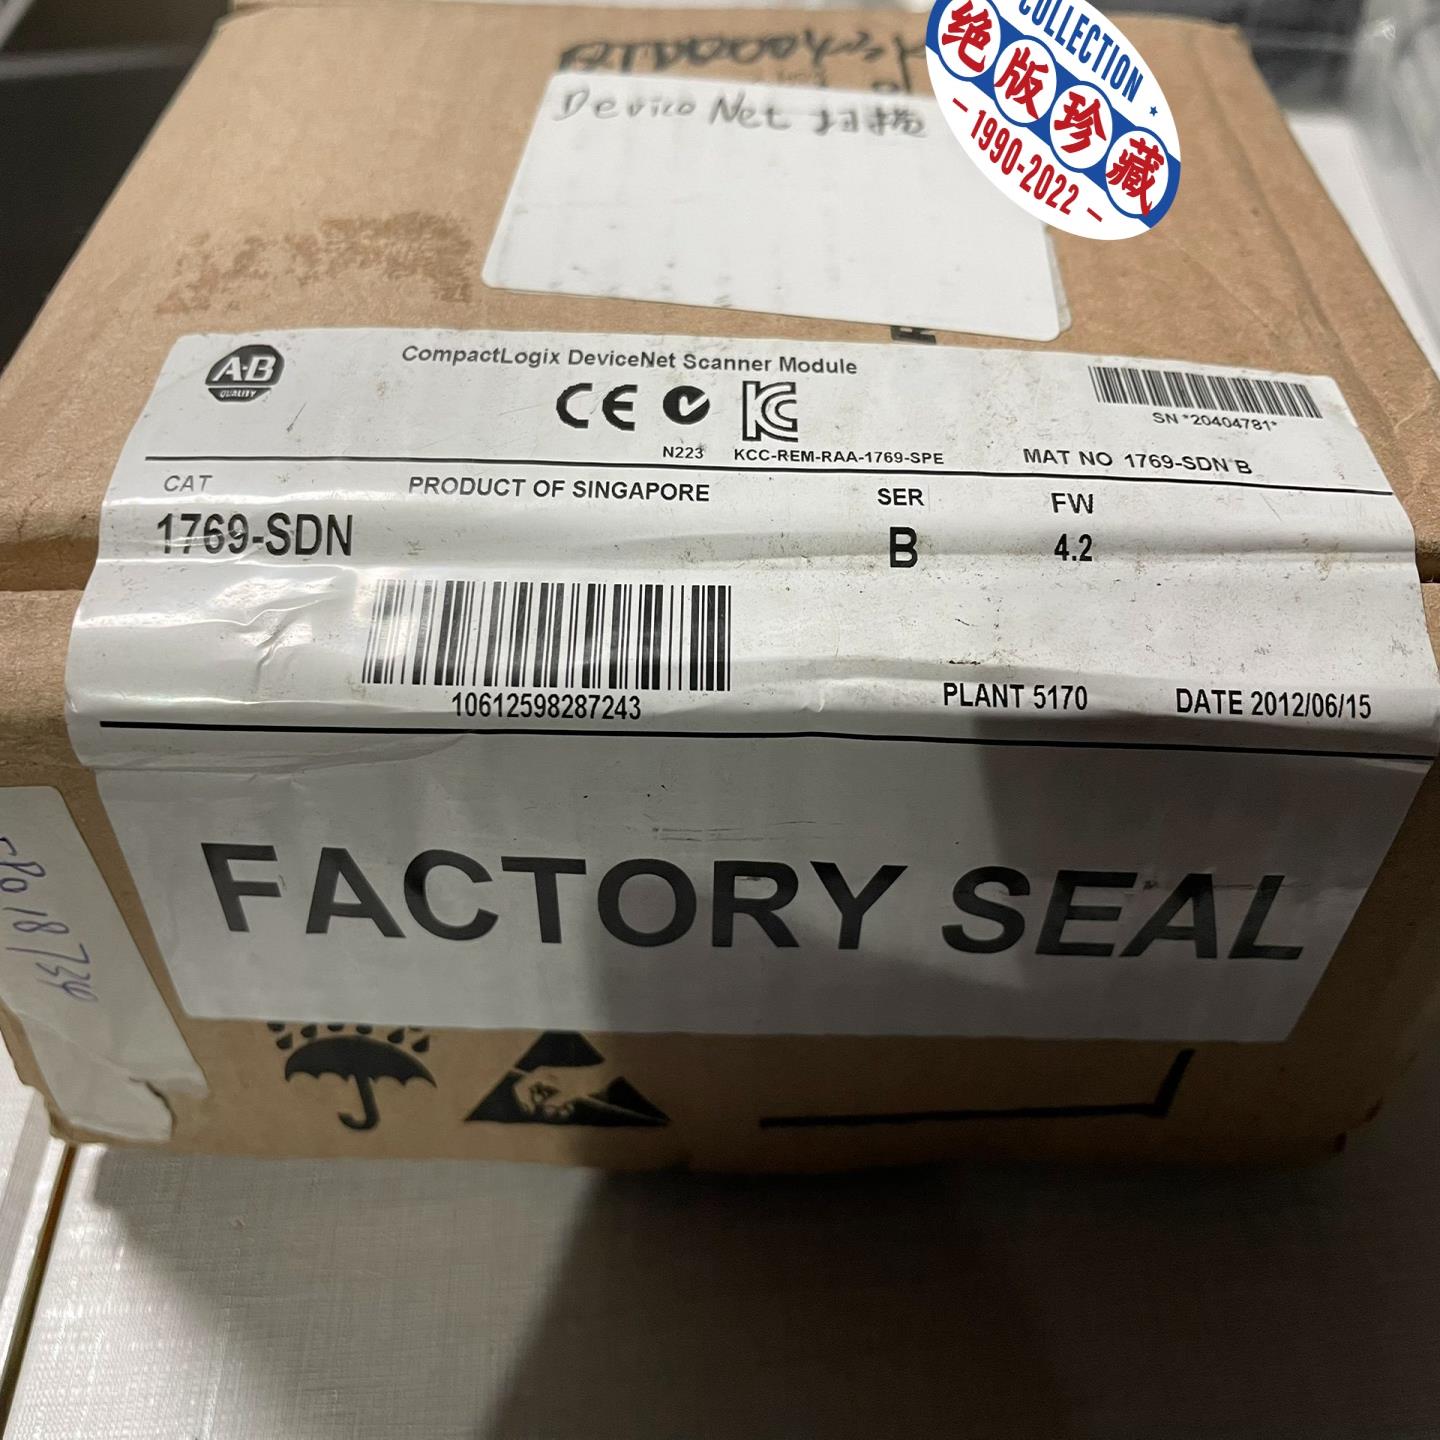 COLLECTION
绝版珍藏
- 1990-2022 -
DeviceNet 扫描
A-B
QUALITY
CompactLogix DeviceNet Scanner Module
SN *20404781*
N223 KCC-REM-RAA-1769-SPE
MAT NO 1769-SDN B
CAT PRODUCT OF SINGAPORE SER FW
1769-SDN B 4.2
10612598287243
PLANT 5170 DATE 2012/06/15
FACTORY SEAL